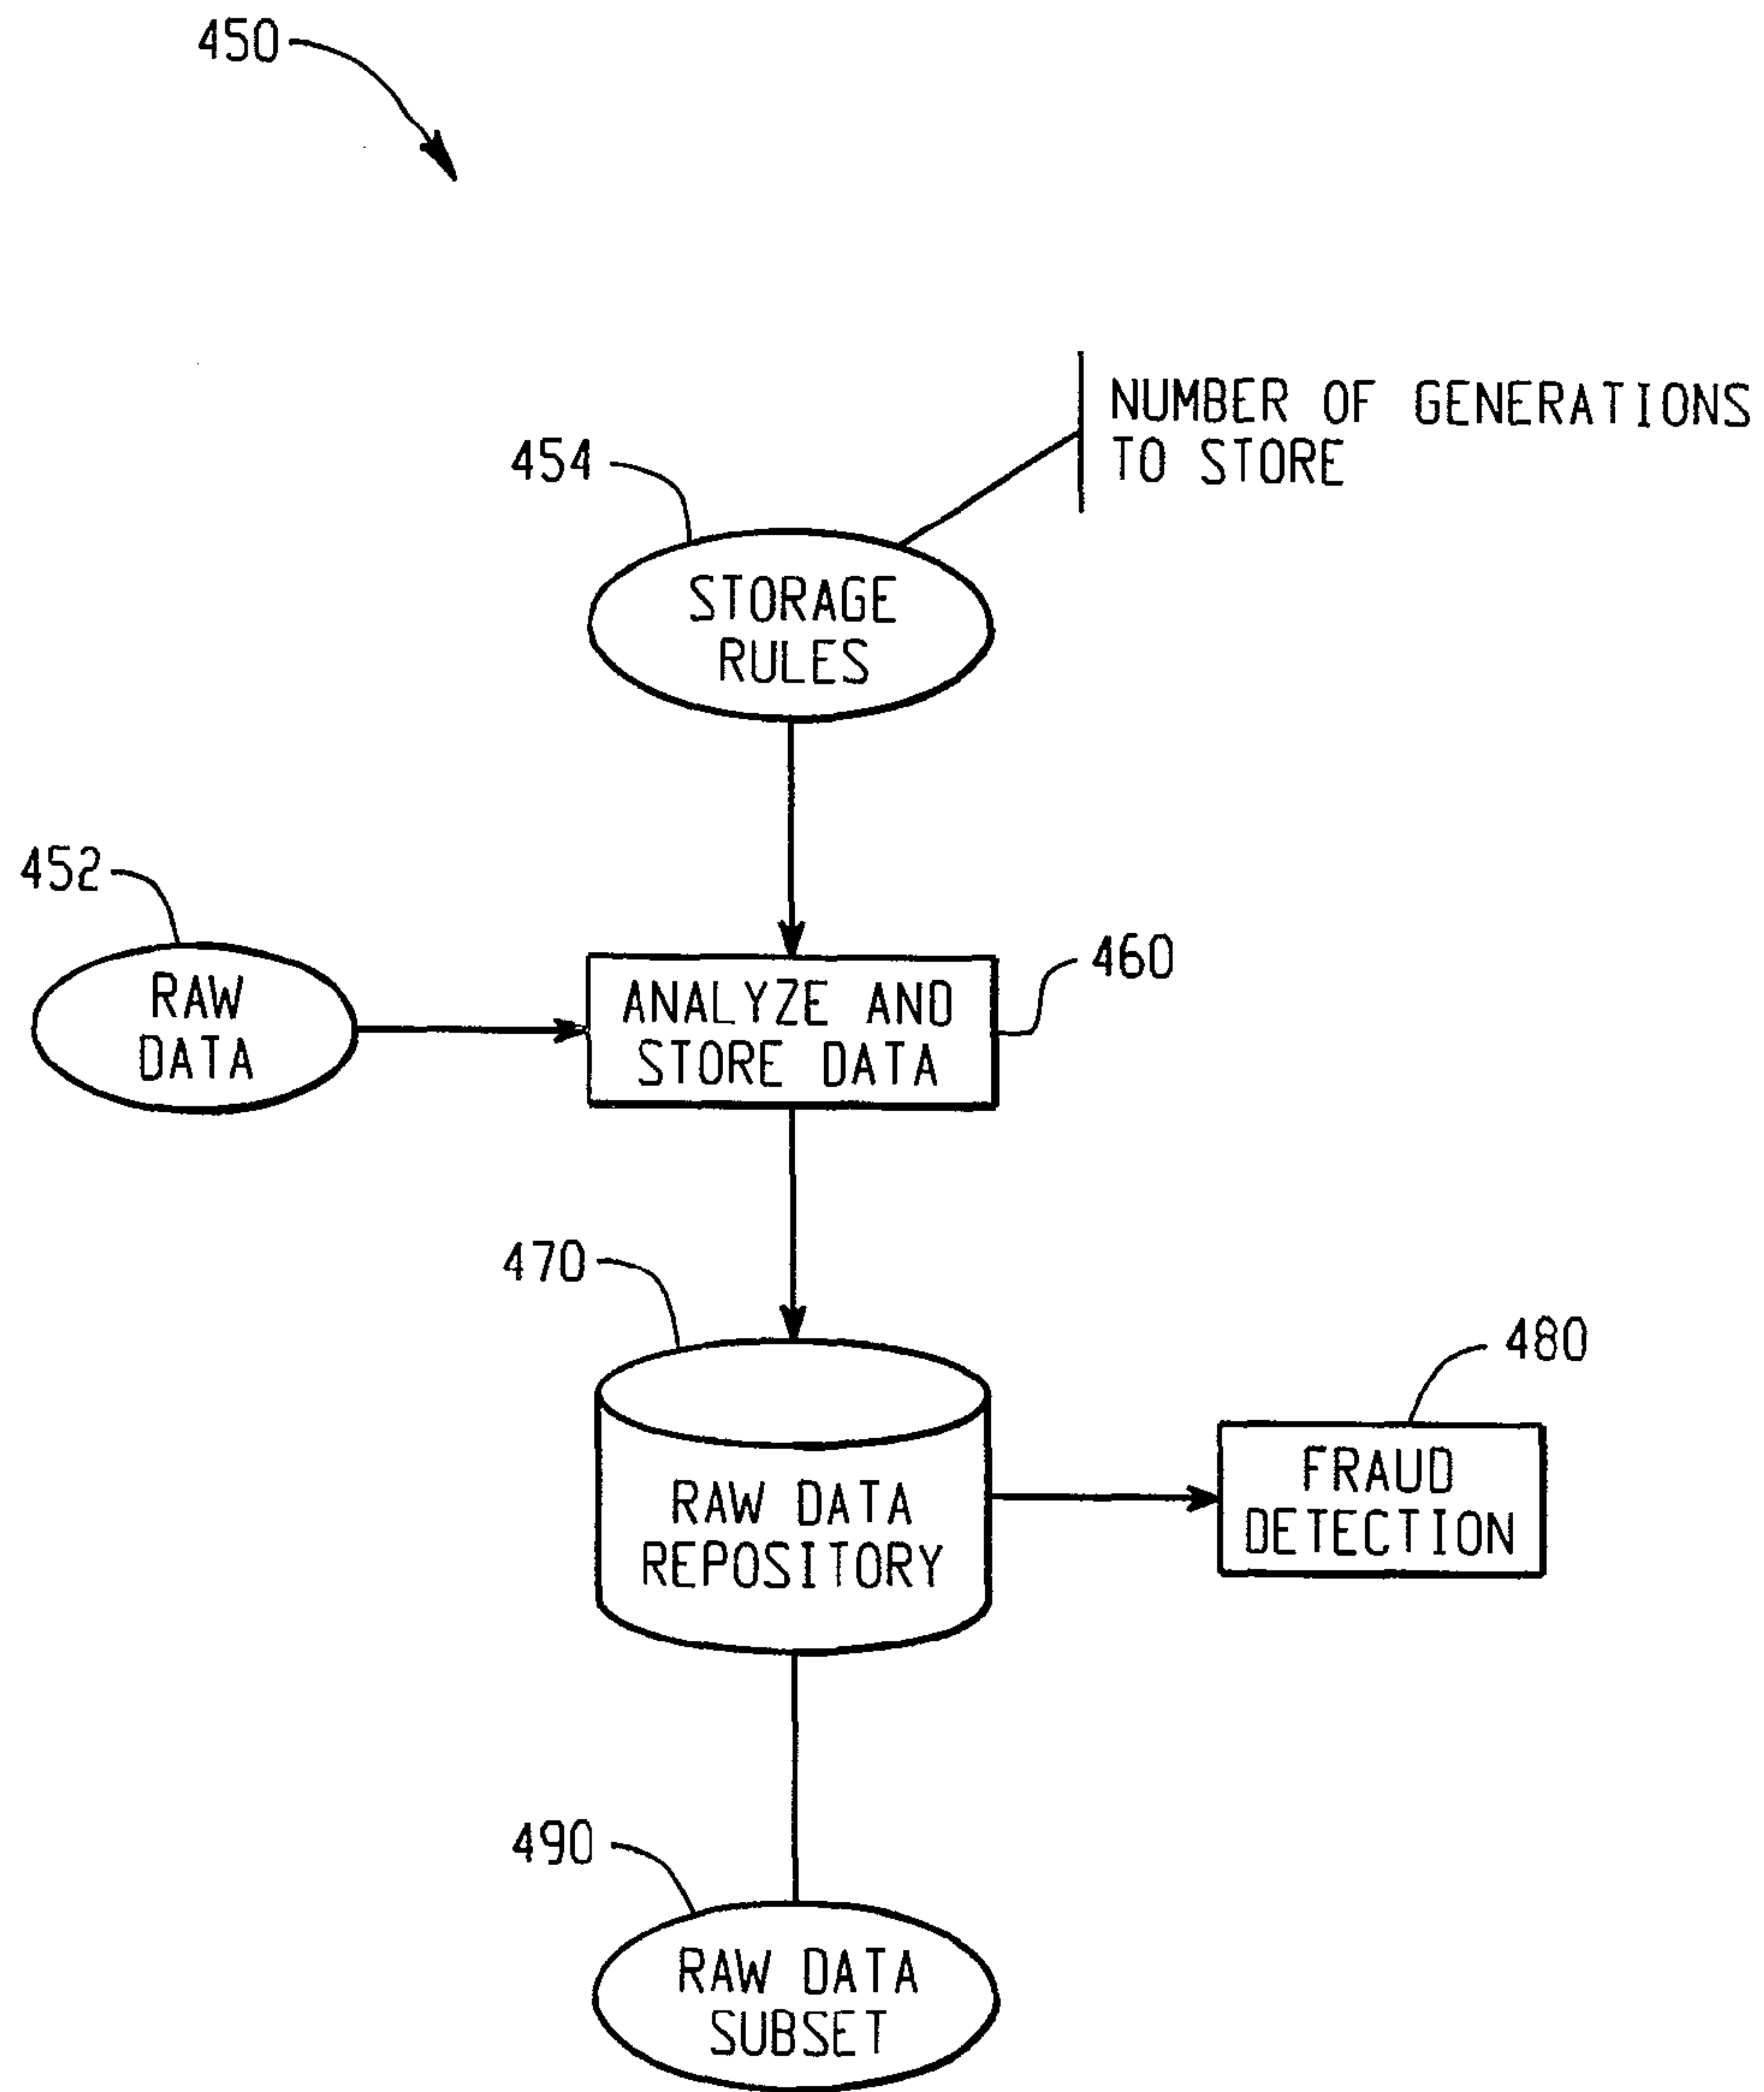 450
NUMBER OF GENERATIONS
TO STORE
454
STORAGE
RULES
452
RAW
DATA
460
ANALYZE AND
STORE DATA
470
480
RAW DATA
REPOSITORY
FRAUD
DETECTION
490
RAW DATA
SUBSET